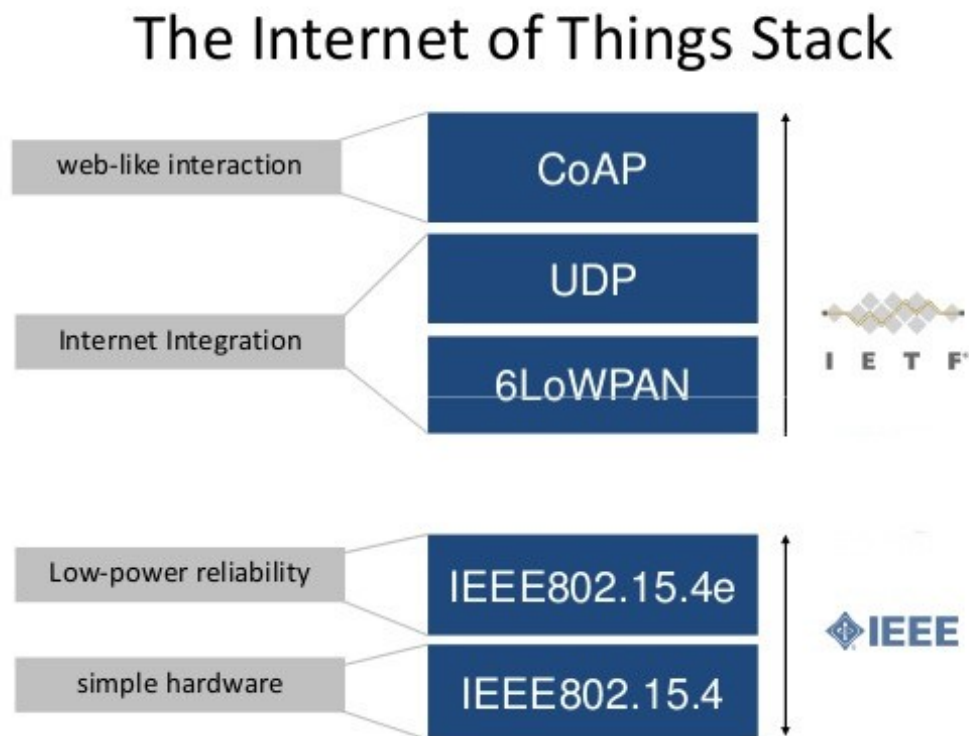 The Internet of Things Stack
web-like interaction
CoAP
UDP
Internet Integration
6LoWPAN
IETF®
Low-power reliability
IEEE802.15.4e
IEEE
simple hardware
IEEE802.15.4